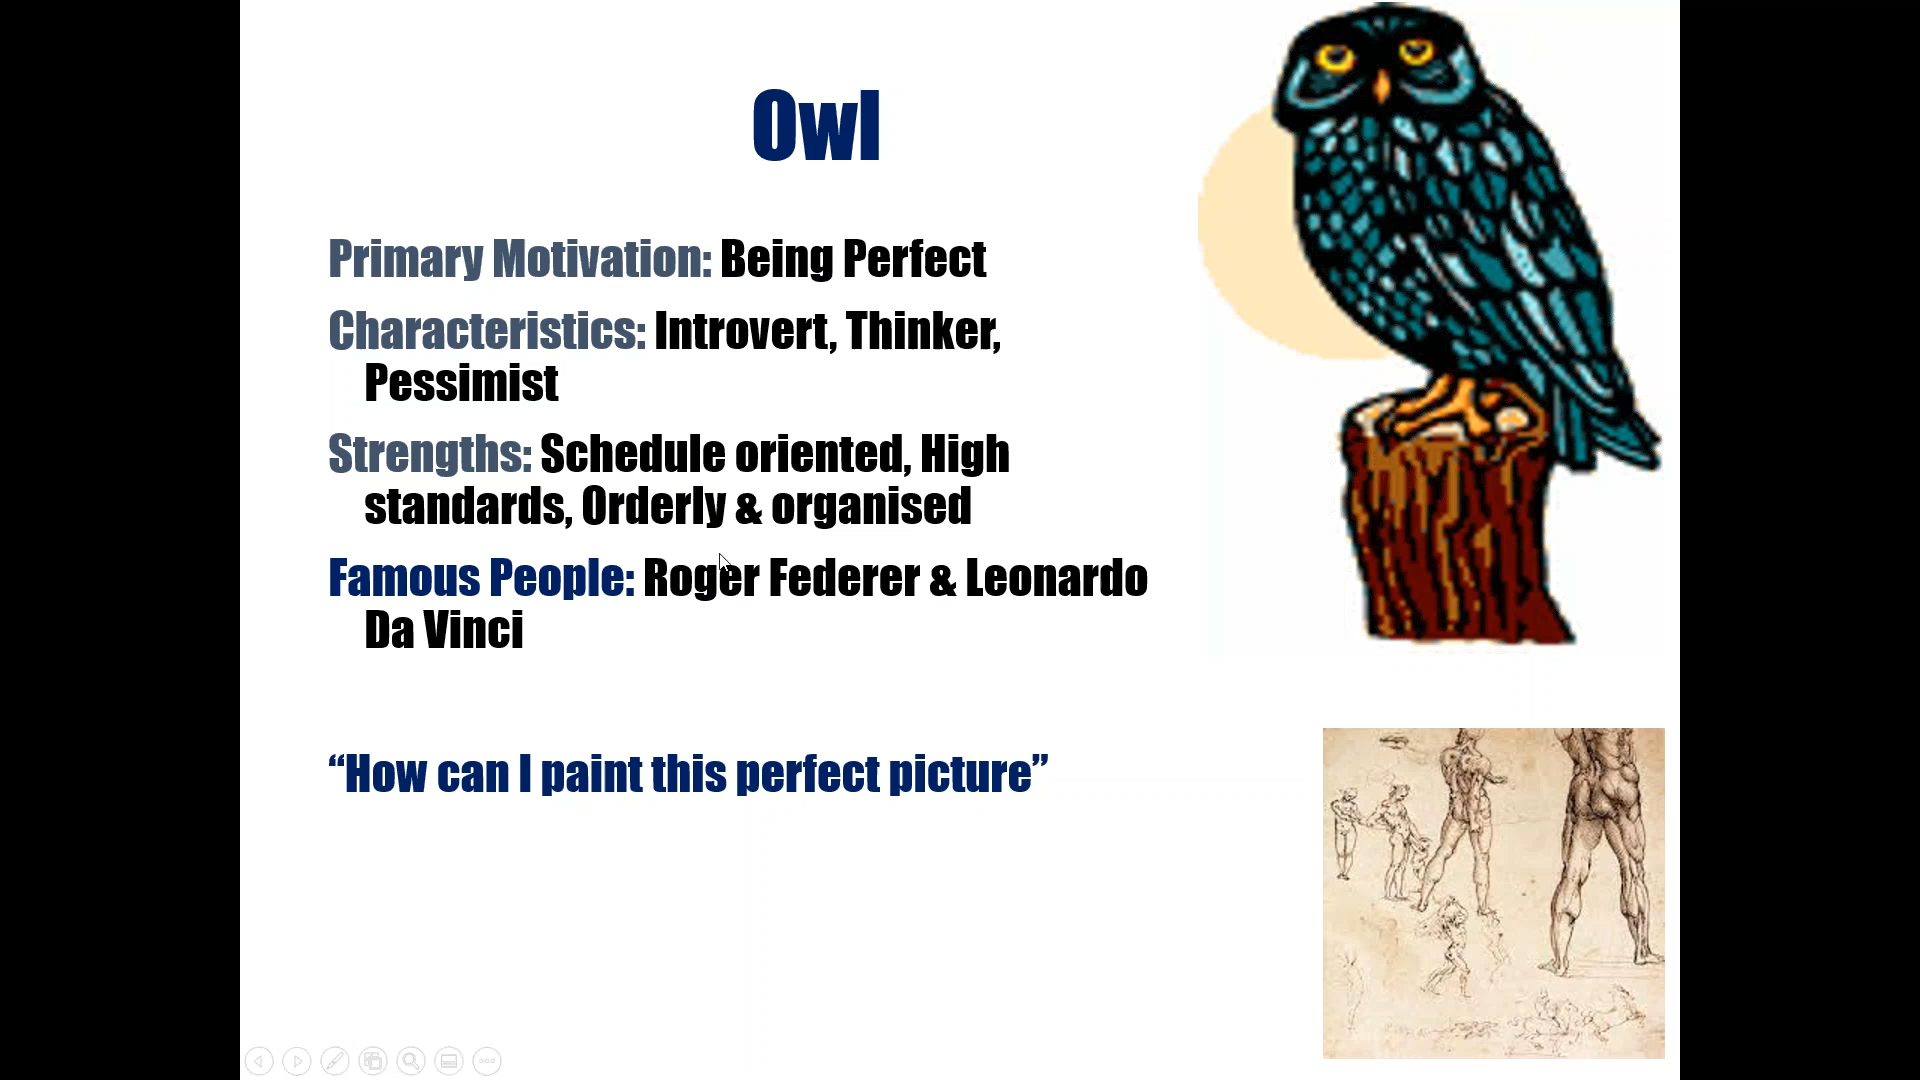 Owl
Primary Motivation: Being Perfect
Characteristics: Introvert, Thinker,
Pessimist
Strengths: Schedule oriented, High
standards, Orderly & organised
Famous People: Roger Federer & Leonardo
Da Vinci
“How can I paint this perfect picture”